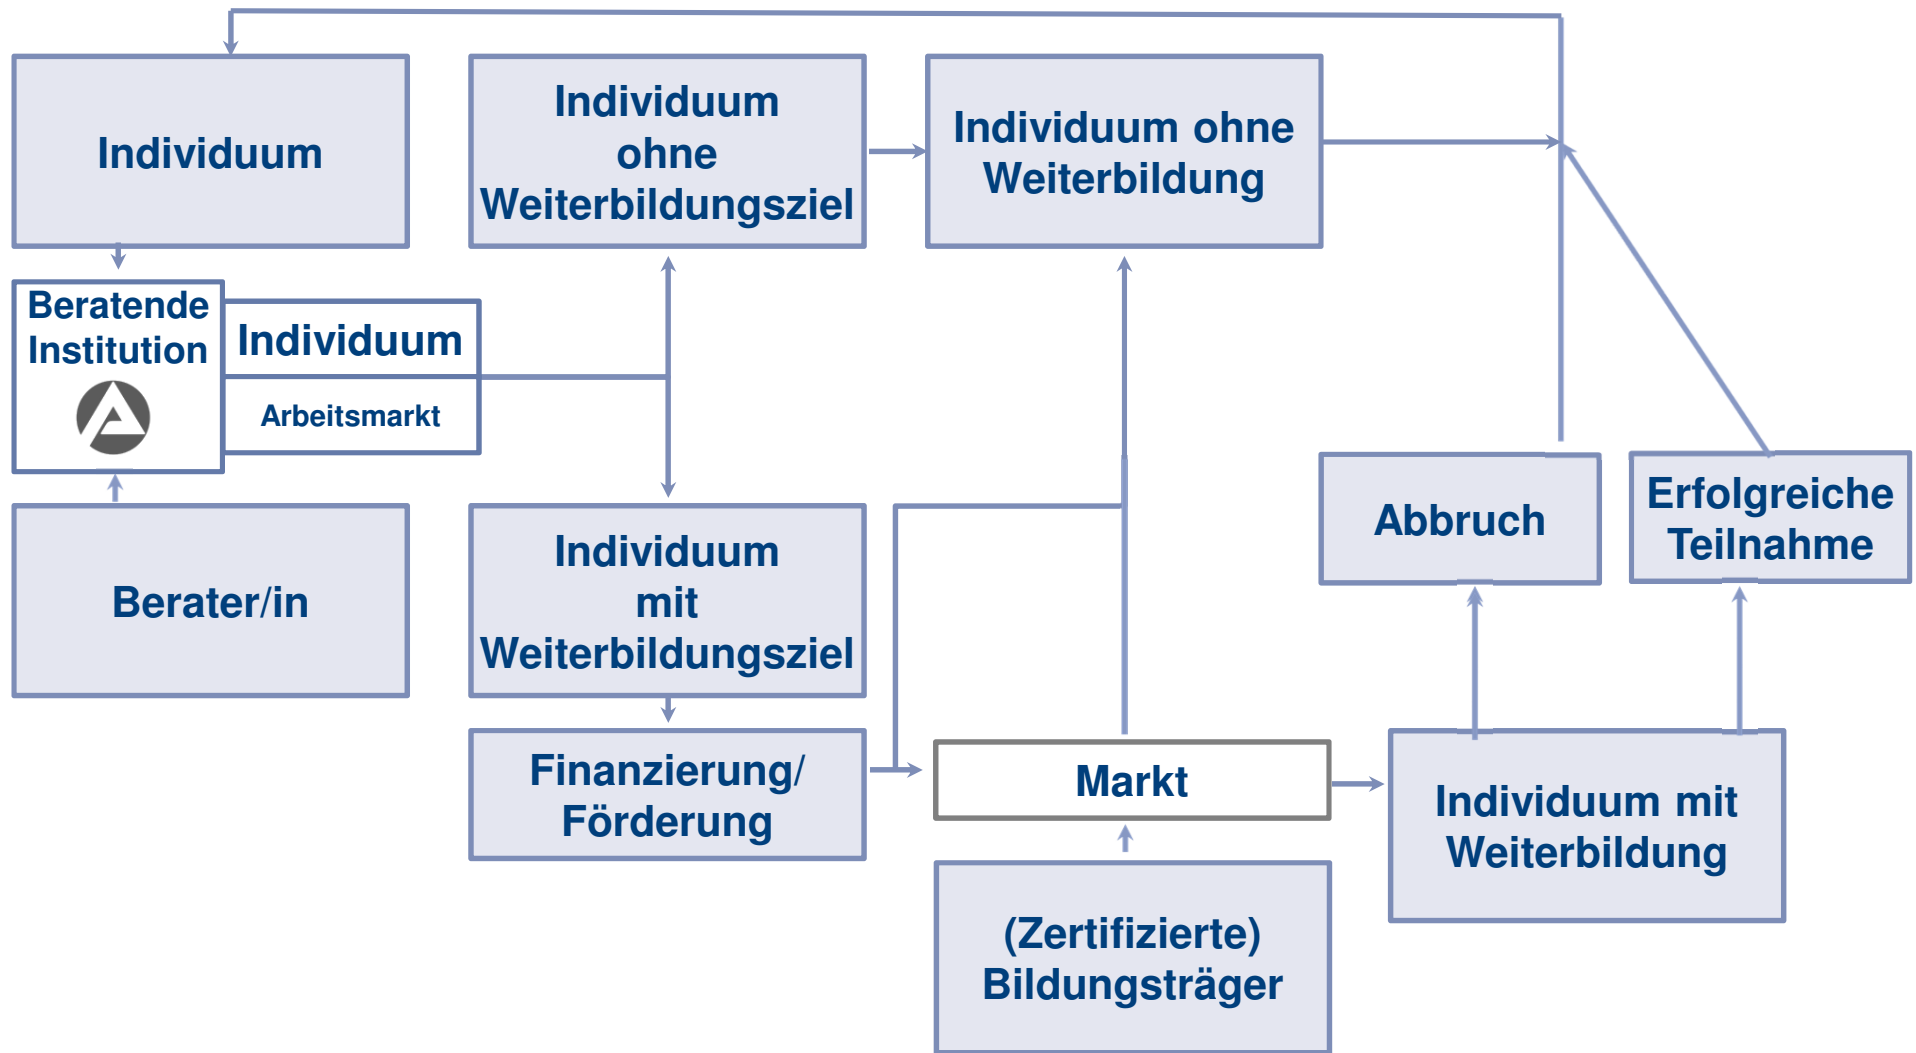 Individuum
Individuum
ohne
Weiterbildungsziel
Individuum ohne
Weiterbildung
Beratende
Institution
Individuum
Arbeitsmarkt
Berater/in
Individuum
mit
Weiterbildungsziel
Abbruch
Erfolgreiche
Teilnahme
Finanzierung/
Förderung
Markt
Individuum mit
Weiterbildung
(Zertifizierte)
Bildungsträger